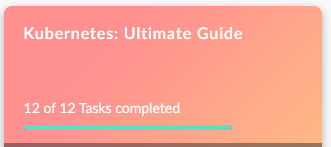 Kubernetes: Ultimate Guide
12 of 12 Tasks completed